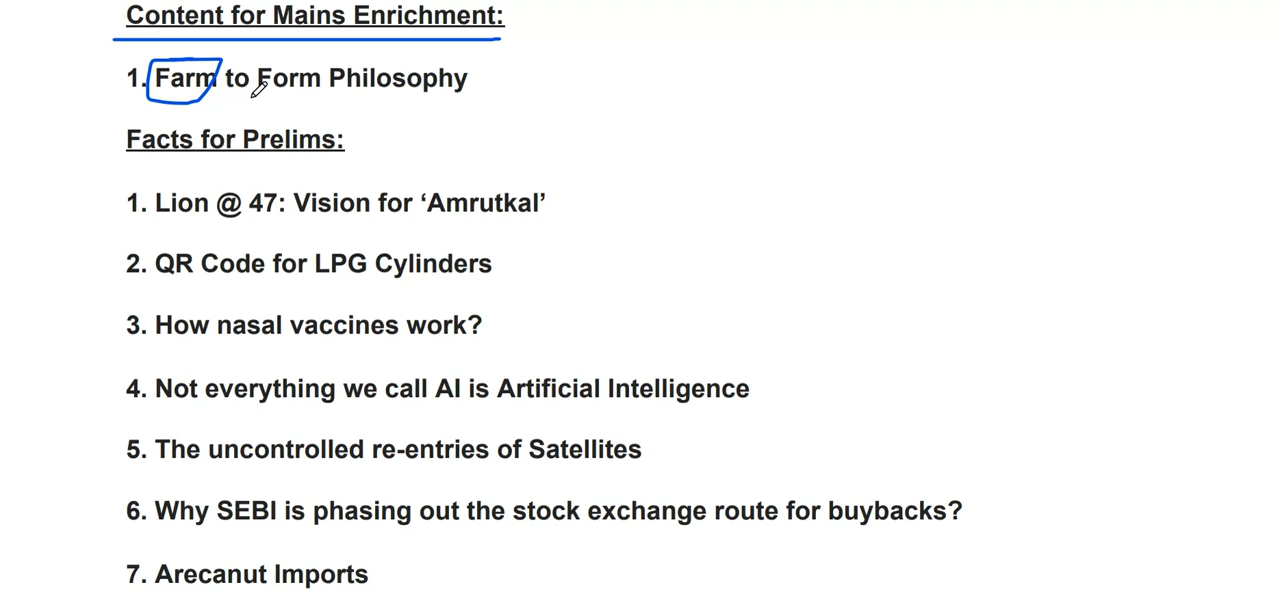 Content for Mains Enrichment:
1. Farm to Form Philosophy
Facts for Prelims:
1. Lion @ 47: Vision for ‘Amrutkal’
2. QR Code for LPG Cylinders
3. How nasal vaccines work?
4. Not everything we call AI is Artificial Intelligence
5. The uncontrolled re-entries of Satellites
6. Why SEBI is phasing out the stock exchange route for buybacks?
7. Arecanut Imports